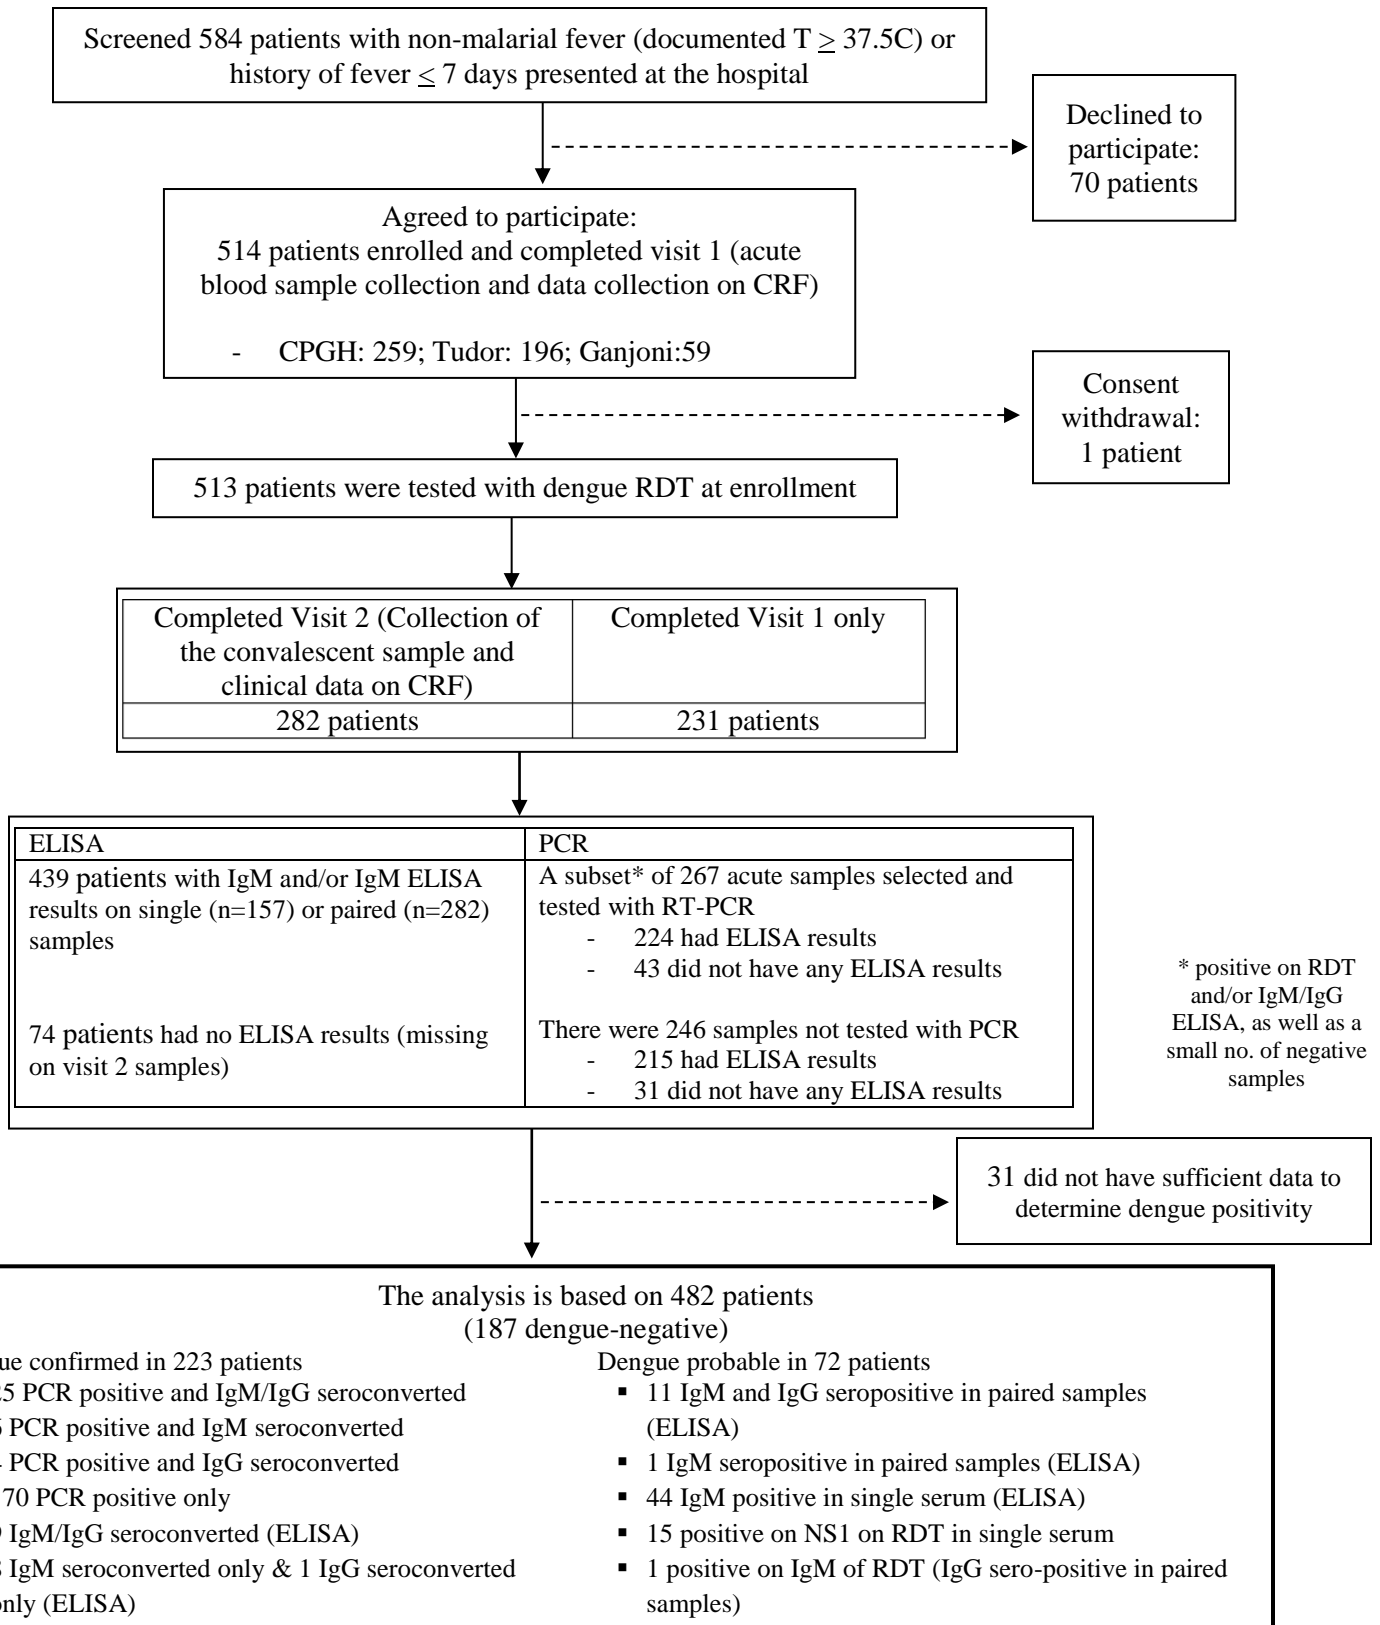 Screened 584 patients with non-malarial fever (documented T ≥ 37.5C) or
history of fever ≤ 7 days presented at the hospital
Declined to
participate:
70 patients
Agreed to participate:
514 patients enrolled and completed visit 1 (acute
blood sample collection and data collection on CRF)
- CPGH: 259; Tudor: 196; Ganjoni:59
Consent
withdrawal:
1 patient
513 patients were tested with dengue RDT at enrollment
Completed Visit 2 (Collection of
the convalescent sample and
clinical data on CRF)
Completed Visit 1 only
282 patients
231 patients
ELISA
439 patients with IgM and/or IgM ELISA
results on single (n=157) or paired (n=282)
samples
74 patients had no ELISA results (missing
on visit 2 samples)
PCR
A subset* of 267 acute samples selected and
tested with RT-PCR
- 224 had ELISA results
- 43 did not have any ELISA results
There were 246 samples not tested with PCR
- 215 had ELISA results
- 31 did not have any ELISA results
* positive on RDT
and/or IgM/IgG
ELISA, as well as a
small no. of negative
samples
31 did not have sufficient data to
determine dengue positivity
The analysis is based on 482 patients
(187 dengue-negative)
confirmed in 223 patients
PCR positive and IgM/IgG seroconverted
PCR positive and IgM seroconverted
PCR positive and IgG seroconverted
70 PCR positive only
IgM/IgG seroconverted (ELISA)
IgM seroconverted only & 1 IgG seroconverted
only (ELISA)
Dengue probable in 72 patients
▪ 11 IgM and IgG seropositive in paired samples
(ELISA)
▪ 1 IgM seropositive in paired samples (ELISA)
▪ 44 IgM positive in single serum (ELISA)
▪ 15 positive on NS1 on RDT in single serum
▪ 1 positive on IgM of RDT (IgG sero-positive in paired
samples)